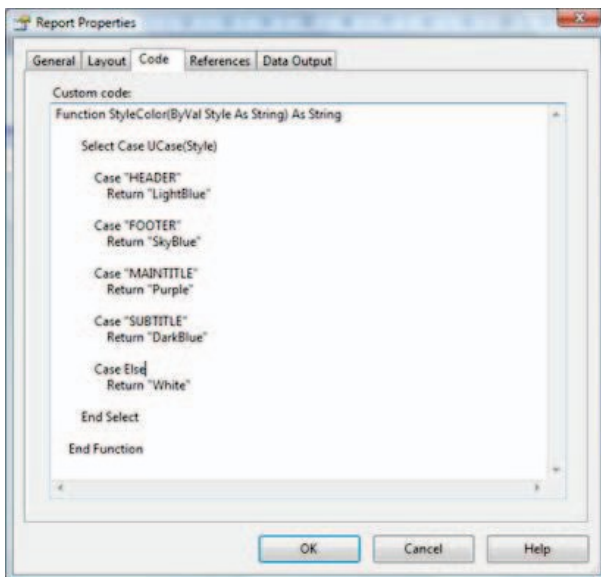 Report Properties
General Layout Code References Data Output
Custom code:
Function StyleColor(ByVal Style As String) As String
Select Case UCase(Style)
Case "HEADER"
Return "LightBlue"
Case "FOOTER"
Return "SkyBlue"
Case "MAINTITLE"
Return "Purple"
Case "SUBTITLE"
Return "DarkBlue"
Case Else
Return "White"
End Select
End Function
OK Cancel Help